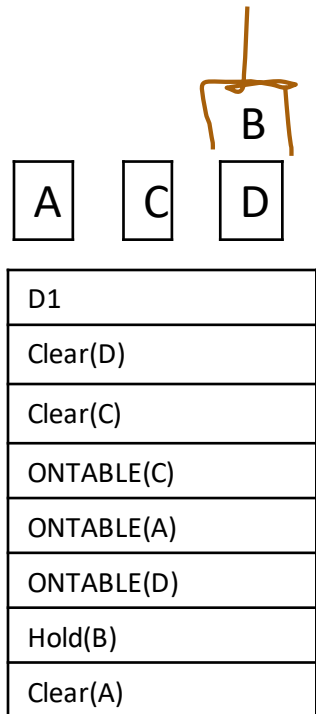 B
A C D
D1
Clear(D)
Clear(C)
ONTABLE(C)
ONTABLE(A)
ONTABLE(D)
Hold(B)
Clear(A)